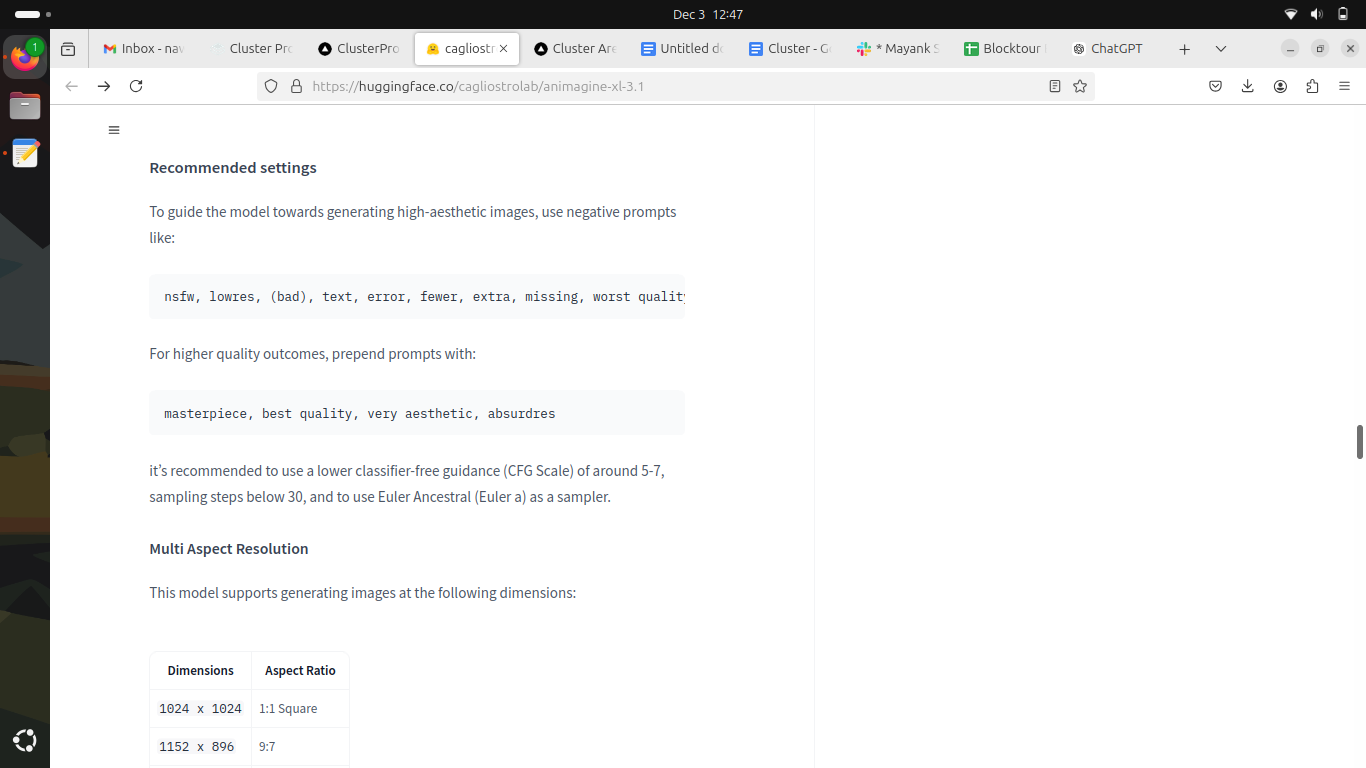 Dec 3 12:47
1
Inbox - nav
Cluster Pro
ClusterPro
cagliostr
Cluster Are
Untitled do
Cluster - Go
* Mayank S
Blocktour
ChatGPT
https://huggingface.co/cagliostrolab/animagine-xl-3.1
Recommended settings
To guide the model towards generating high-aesthetic images, use negative prompts
like:
nsfw, lowres, (bad), text, error, fewer, extra, missing, worst quality
For higher quality outcomes, prepend prompts with:
masterpiece, best quality, very aesthetic, absurdres
it’s recommended to use a lower classifier-free guidance (CFG Scale) of around 5-7,
sampling steps below 30, and to use Euler Ancestral (Euler a) as a sampler.
Multi Aspect Resolution
This model supports generating images at the following dimensions:
Dimensions Aspect Ratio
1024 x 1024 1:1 Square
1152 x 896 9:7